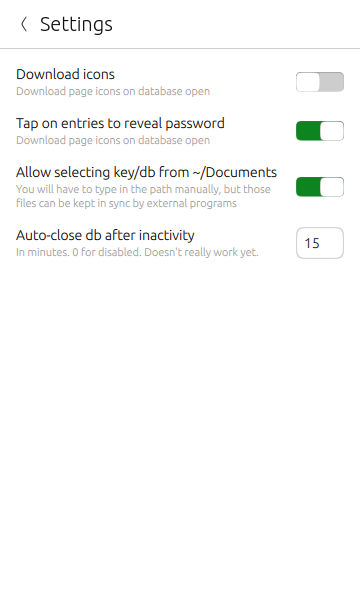 Settings
Download icons
Download page icons on database open
Tap on entries to reveal password
Download page icons on database open
Allow selecting key/db from ~/Documents
You will have to type in the path manually, but those
files can be kept in sync by external programs
Auto-close db after inactivity
In minutes. 0 for disabled. Doesn't really work yet.
15